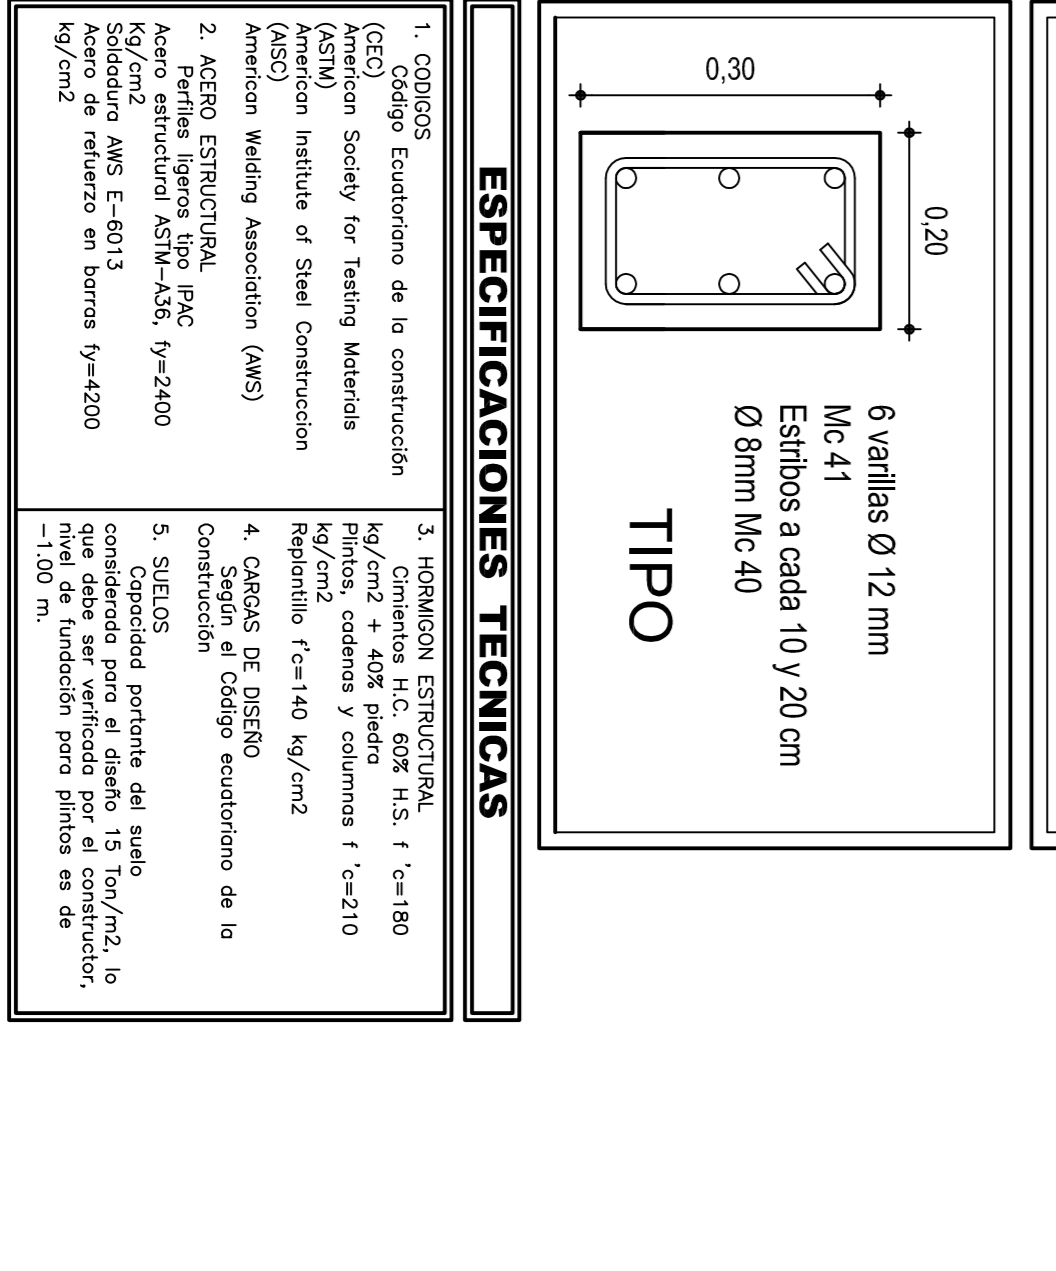 0,20
0,30
6 varillas Ø 12 mm
Mc 41
Estribos a cada 10 y 20 cm
Ø 8mm Mc 40
TIPO
ESPECIFICACIONES TECNICAS
1. CODIGOS
Código Ecuatoriano de la construcción
(CEC)
American Society for Testing Materials
(ASTM)
American Institute of Steel Construccion
(AISC)
American Welding Association (AWS)
2. ACERO ESTRUCTURAL
Perfiles ligeros tipo IPAC
Acero estructural ASTM-A36, fy=2400
Kg/cm2
Soldadura AWS E-6013
Acero de refuerzo en barras fy=4200
kg/cm2
3. HORMIGON ESTRUCTURAL
Cimientos H.C. 60% H.S. f 'c=180
kg/cm2 + 40% piedra
Plintos, cadenas y columnas f 'c=210
kg/cm2
Replantillo f'c=140 kg/cm2
4. CARGAS DE DISEÑO
Según el Código ecuatoriano de la
Construcción
5. SUELOS
Capacidad portante del suelo
considerada para el diseño 15 Ton/m2, lo
que debe ser verificada por el constructor,
nivel de fundación para plintos es de
-1.00 m.